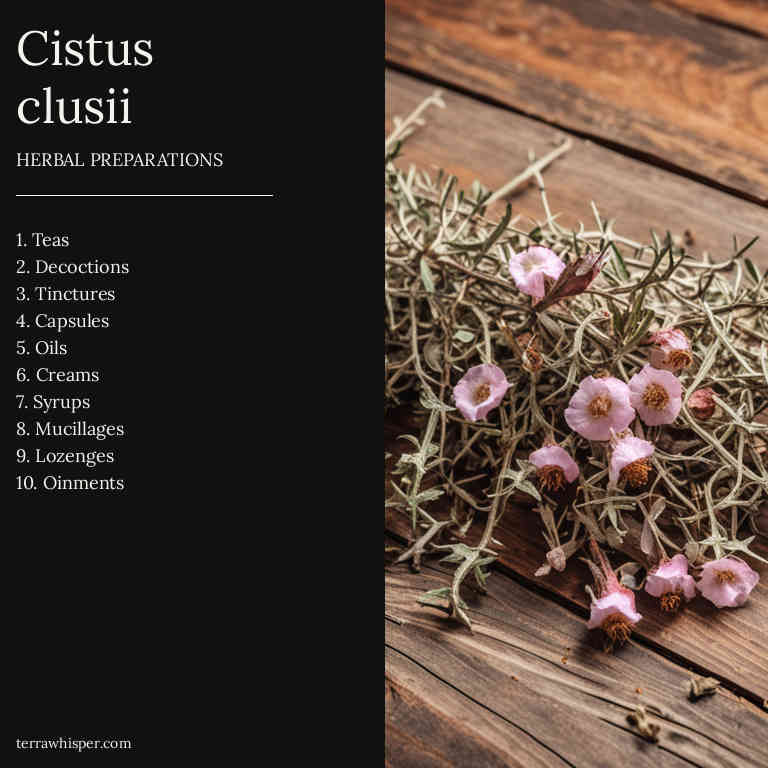 Cistus
clusii
HERBAL PREPARATIONS
1. Teas
2. Decoctions
3. Tinctures
4. Capsules
5. Oils
6. Creams
7. Syrups
8. Mucillages
9. Lozenges
10. Oinments
terrawhisper.com